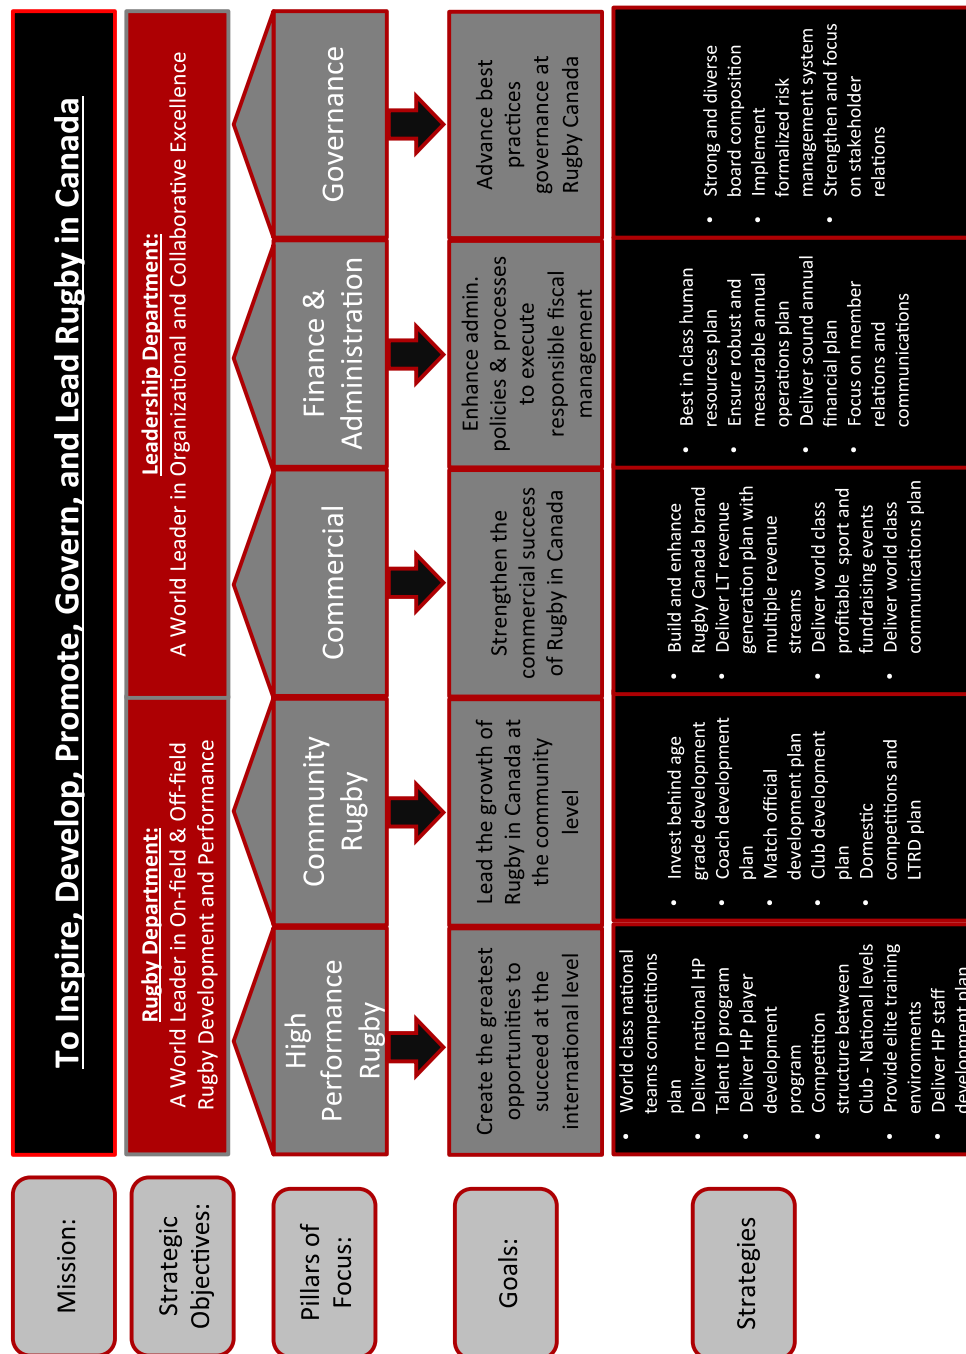 Mission:
To Inspire, Develop, Promote, Govern, and Lead Rugby in Canada
Strategic
Objectives:
Rugby Department:
A World Leader in On-field & Off-field
Rugby Development and Performance
Leadership Department:
A World Leader in Organizational and Collaborative Excellence
Pillars of
Focus:
High
Performance
Rugby
Community
Rugby
Commercial
Finance &
Administration
Governance
Goals:
Create the greatest
opportunities to
succeed at the
international level
Lead the growth of
Rugby in Canada at
the community
level
Strengthen the
commercial success
of Rugby in Canada
Enhance admin.
policies & processes
to execute
responsible fiscal
management
Advance best
practices
governance at
Rugby Canada
Strategies
• World class national
teams competitions
plan
• Deliver national HP
Talent ID program
• Deliver HP player
development
program
• Competition
structure between
Club - National levels
• Provide elite training
environments
• Deliver HP staff
development plan
• Invest behind age
grade development
• Coach development
plan
• Match official
development plan
• Club development
plan
• Domestic
competitions and
LTRD plan
• Build and enhance
Rugby Canada brand
• Deliver LT revenue
generation plan with
multiple revenue
streams
• Deliver world class
profitable sport and
fundraising events
• Deliver world class
communications plan
• Best in class human
resources plan
• Ensure robust and
measurable annual
operations plan
• Deliver sound annual
financial plan
• Focus on member
relations and
communications
• Strong and diverse
board composition
• Implement
formalized risk
management system
• Strengthen and focus
on stakeholder
relations